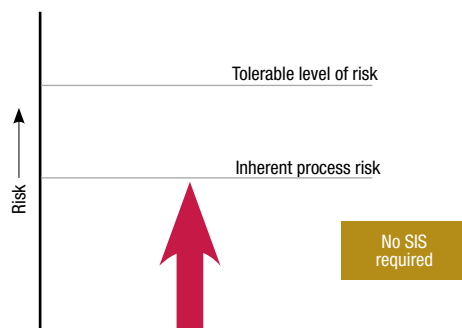 Tolerable level of risk
Inherent process risk
Risk
No SIS
required